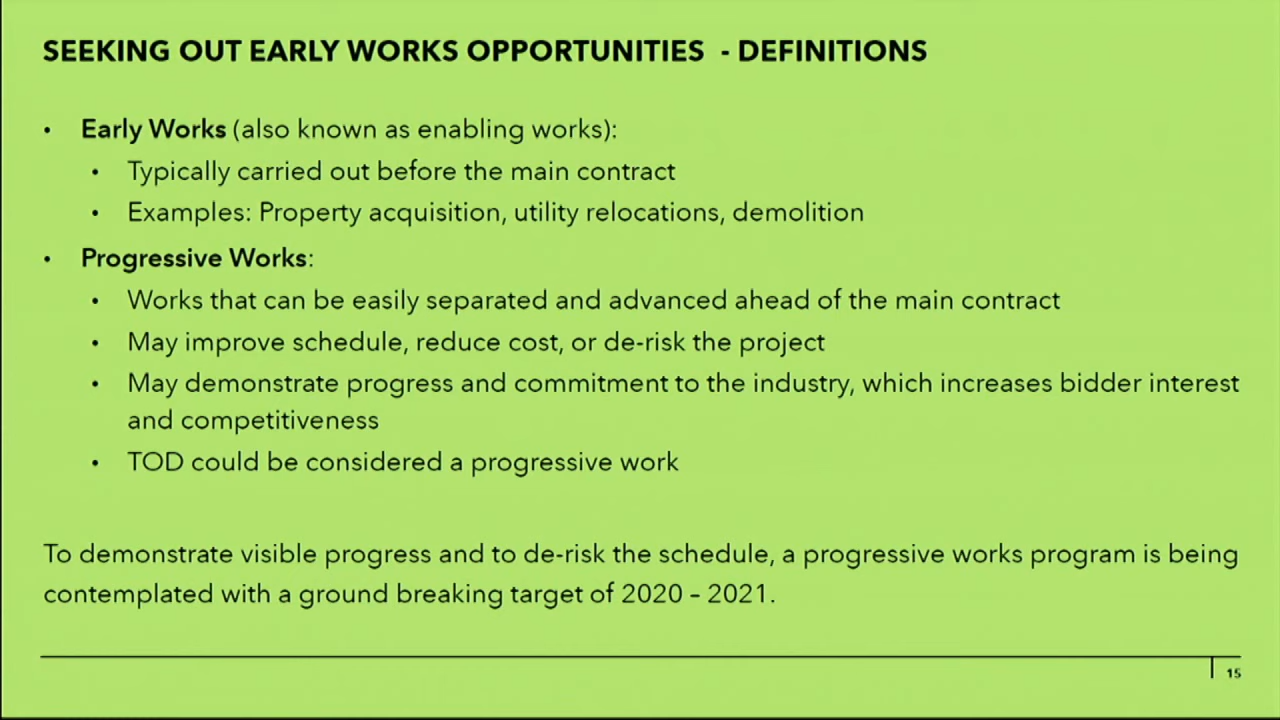 SEEKING OUT EARLY WORKS OPPORTUNITIES - DEFINITIONS
• Early Works (also known as enabling works):
• Typically carried out before the main contract
• Examples: Property acquisition, utility relocations, demolition
• Progressive Works:
• Works that can be easily separated and advanced ahead of the main contract
• May improve schedule, reduce cost, or de-risk the project
• May demonstrate progress and commitment to the industry, which increases bidder interest
and competitiveness
• TOD could be considered a progressive work
To demonstrate visible progress and to de-risk the schedule, a progressive works program is being
contemplated with a ground breaking target of 2020 – 2021.
15